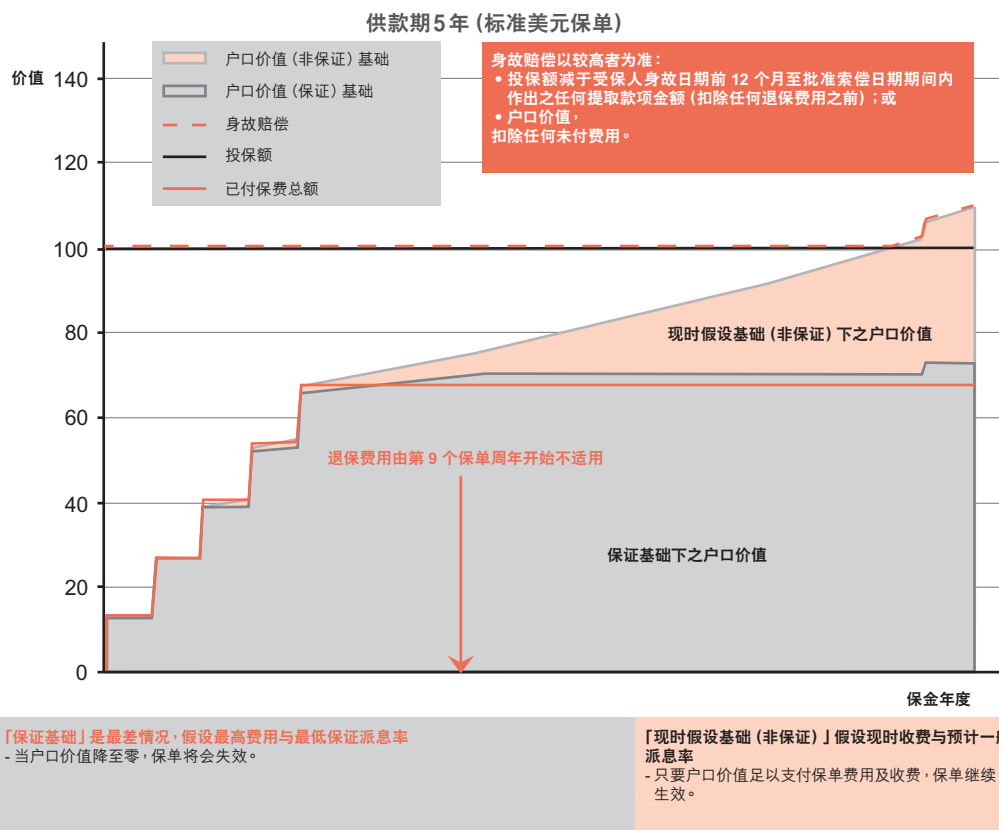 供款期5年 (标准美元保单)
价值
140
120
100
80
60
40
20
0
户口价值 (非保证) 基础
户口价值 (保证) 基础
身故赔偿
投保额
已付保费总额
身故赔偿以较高者为准：
• 投保额减于受保人身故日期前 12 个月至批准索偿日期期间内
作出之任何提取款项金额 (扣除任何退保费用之前)；或
• 户口价值，
扣除任何未付费用。
现时假设基础 (非保证) 下之户口价值
退保费用由第 9 个保单周年开始不适用
保证基础下之户口价值
保金年度
「保证基础」是最差情况，假设最高费用与最低保证派息率
- 当户口价值降至零，保单将会失效。
「现时假设基础 (非保证) 」假设现时收费与预计一
派息率
- 只要户口价值足以支付保单费用及收费，保单继续
生效。